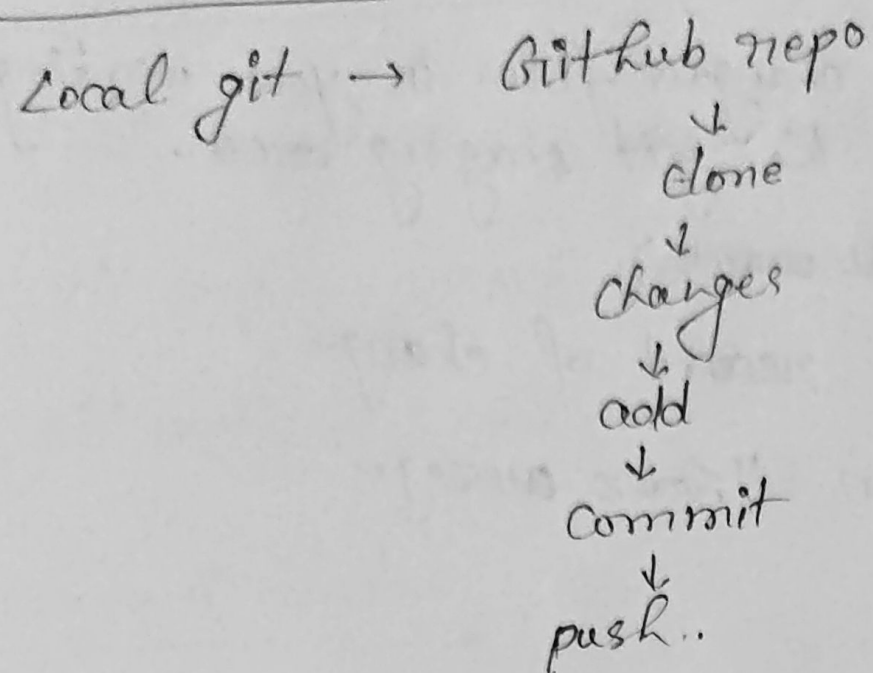 Local git → Github repo
↓
clone
↓
changes
↓
add
↓
commit
↓
push..